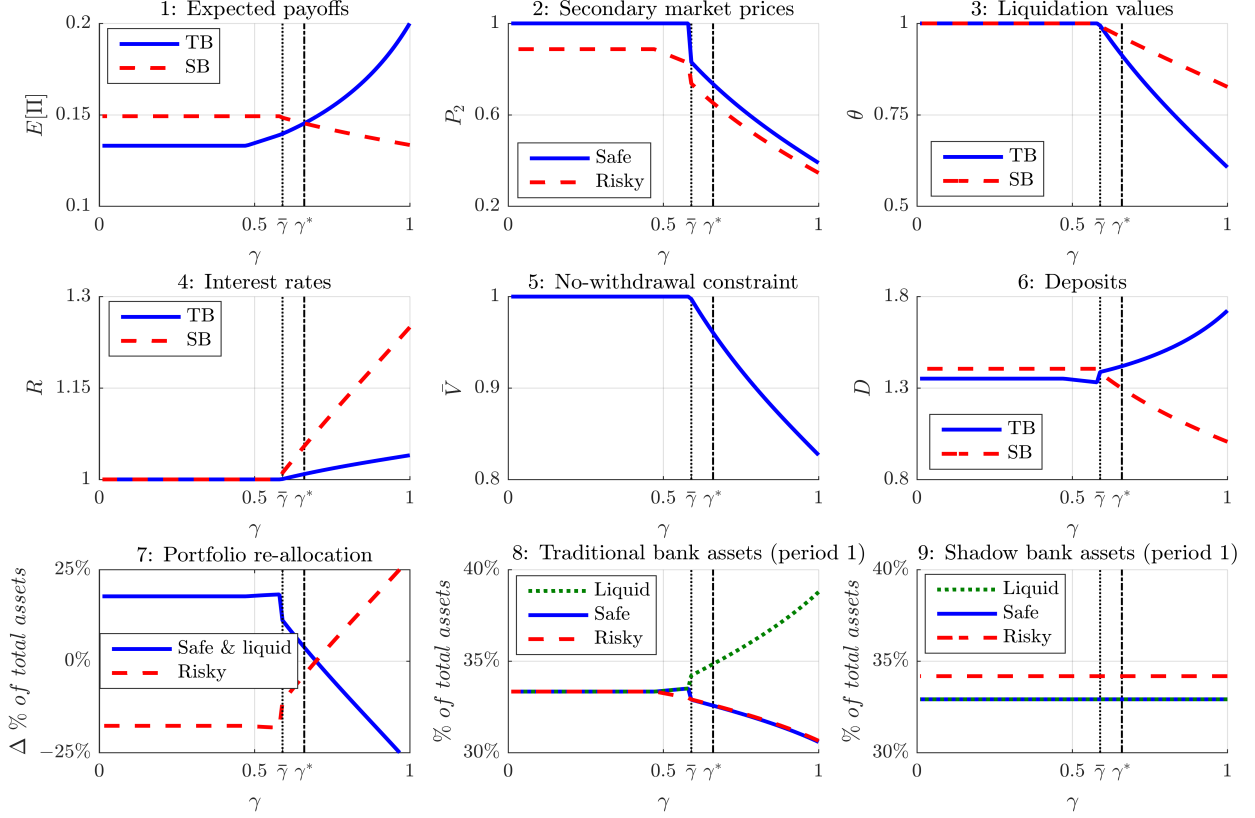 1: Expected payoffs
E[Π]
0.2
0.15
0.1
TB
SB
0
0.5
γ̄
γ*
1
γ
2: Secondary market prices
P₂
1
0.6
0.2
Safe
Risky
0
0.5
γ̄
γ*
1
γ
3: Liquidation values
θ
1
0.75
0.5
TB
SB
0
0.5
γ̄
γ*
1
γ
4: Interest rates
R
1.3
1.15
1
TB
SB
0
0.5
γ̄
γ*
1
γ
5: No-withdrawal constraint
V̄
1
0.9
0.8
0
0.5
γ̄
γ*
1
γ
6: Deposits
D
1.8
1.3
0.8
TB
SB
0
0.5
γ̄
γ*
1
γ
7: Portfolio re-allocation
Δ % of total assets
25%
0%
−25%
Safe & liquid
Risky
0
0.5
γ̄
γ*
1
γ
8: Traditional bank assets (period 1)
% of total assets
40%
35%
30%
Liquid
Safe
Risky
0
0.5
γ̄
γ*
1
γ
9: Shadow bank assets (period 1)
% of total assets
40%
35%
30%
Liquid
Safe
Risky
0
0.5
γ̄
γ*
1
γ